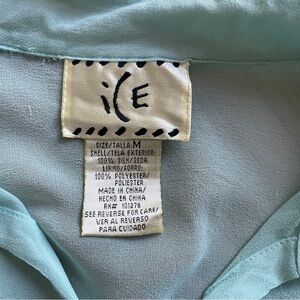 iCE
SIZE/TALLA: M
SHELL/TELA EXTERIOR:
100% SILK/SEDA
LINING/FORRO:
100% POLYESTER/
POLIESTER
MADE IN CHINA/
HECHO EN CHINA
RN# 101276
SEE REVERSE FOR CARE/
VER AL REVERSO
PARA CUIDADO